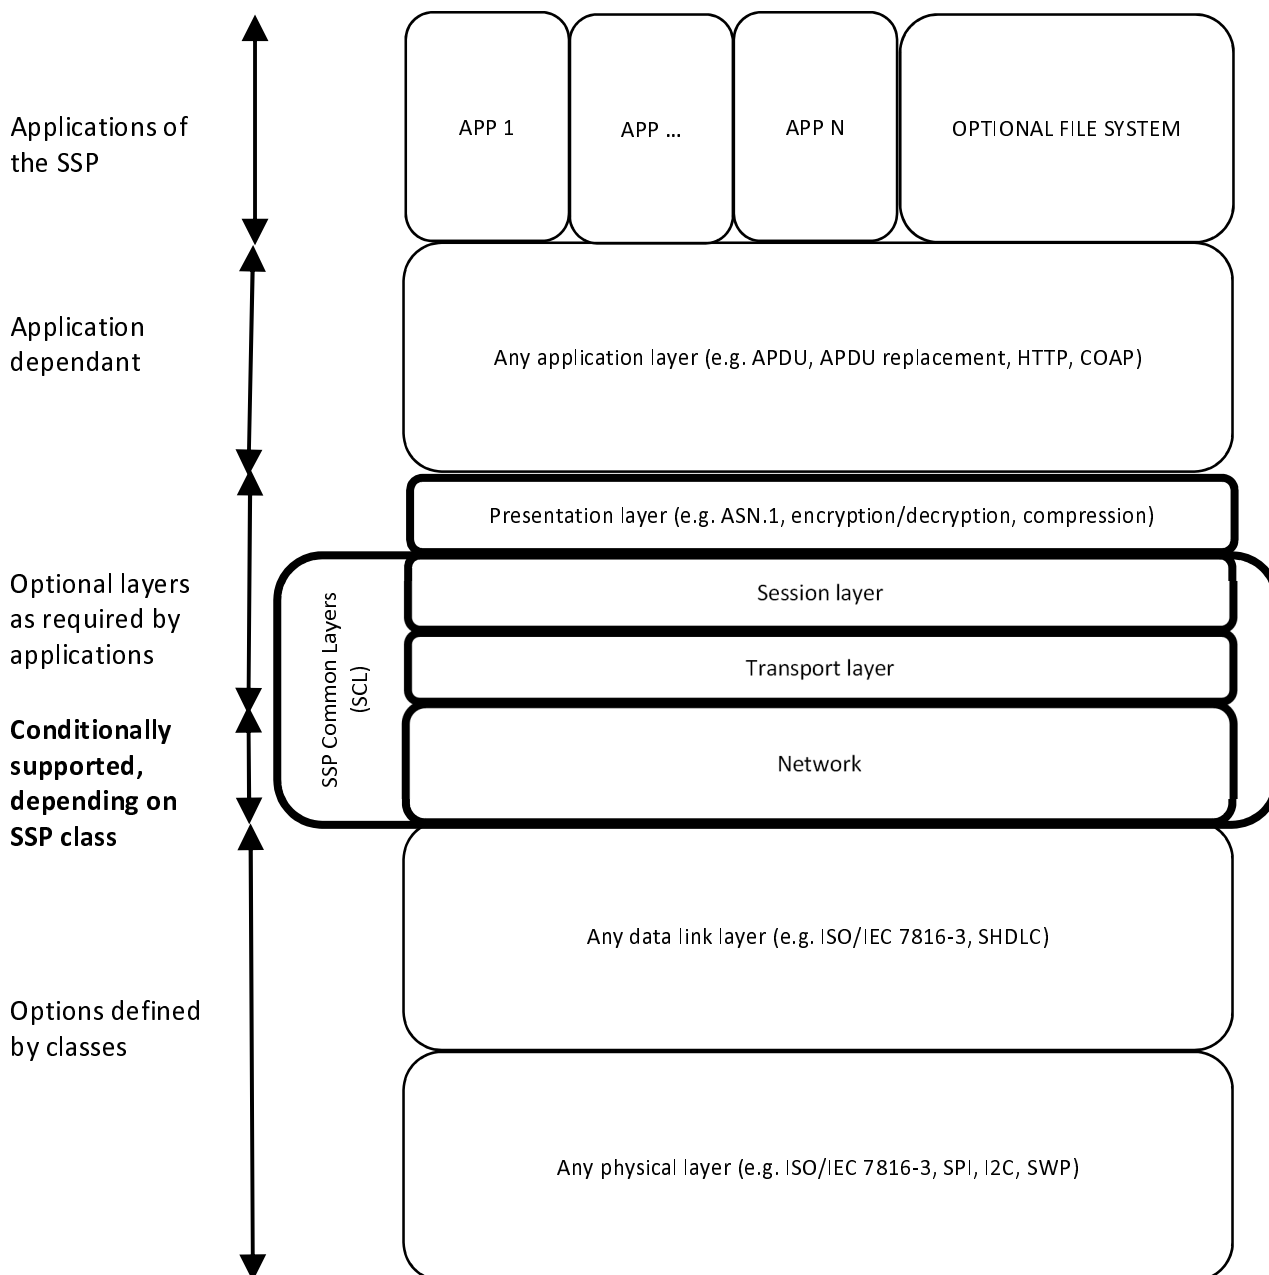 Applications of
the SSP
APP 1
APP ...
APP N
OPTIONAL FILE SYSTEM
Application
dependant
Any application layer (e.g. APDU, APDU replacement, HTTP, COAP)
Presentation layer (e.g. ASN.1, encryption/decryption, compression)
Optional layers
as required by
applications
SSP Common Layers
(SCL)
Session layer
Transport layer
Conditionally
supported,
depending on
SSP class
Network
Any data link layer (e.g. ISO/IEC 7816-3, SHDLC)
Options defined
by classes
Any physical layer (e.g. ISO/IEC 7816-3, SPI, I2C, SWP)